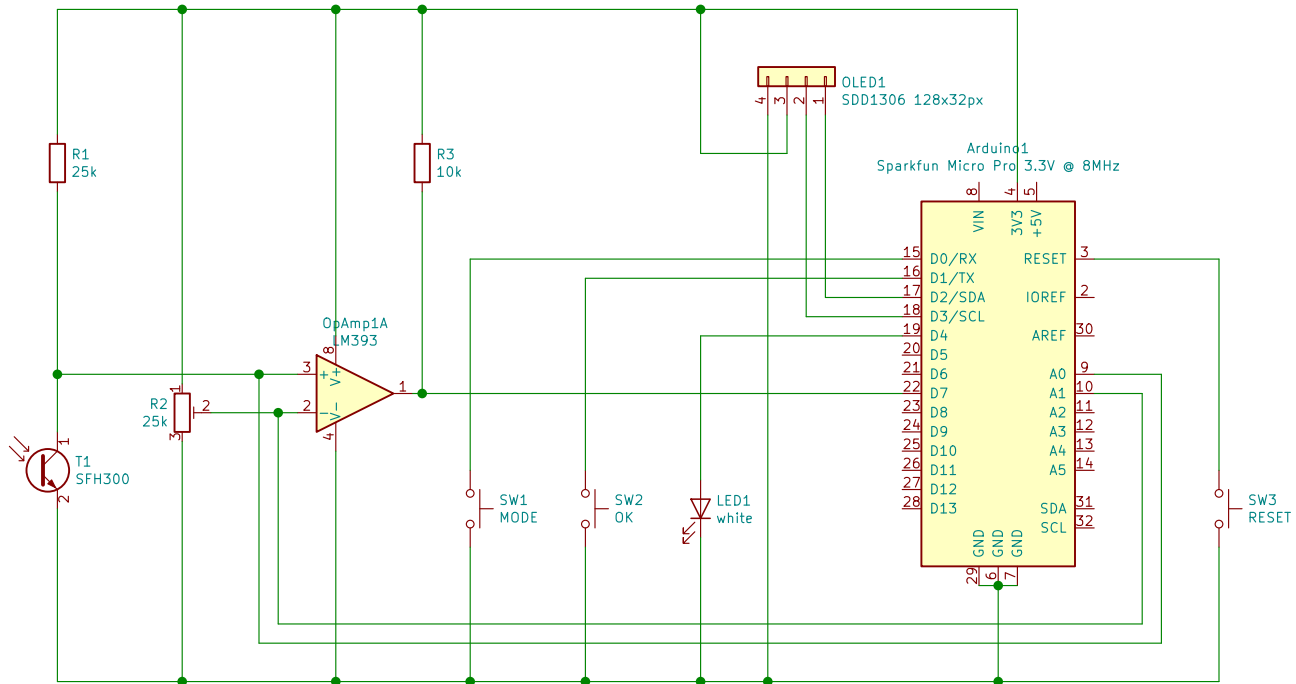 OLED1
SDD1306 128x32px
4
3
2
1
Arduino1
Sparkfun Micro Pro 3.3V @ 8MHz
R1
25k
R3
10k
8
4
5
VIN
3V3
+5V
15
D0/RX
RESET
3
16
D1/TX
17
D2/SDA
IOREF
2
18
D3/SCL
19
D4
AREF
30
20
D5
21
D6
A0
9
22
D7
A1
10
23
D8
A2
11
24
D9
A3
12
25
D10
A4
13
26
D11
A5
14
27
D12
28
D13
SDA
31
SCL
32
GND
GND
GND
29
6
7
OpAmp1A
LM393
8
3
+
V+
1
2
-
V-
4
1
R2
25k
2
3
1
T1
SFH300
2
SW1
MODE
SW2
OK
LED1
white
SW3
RESET